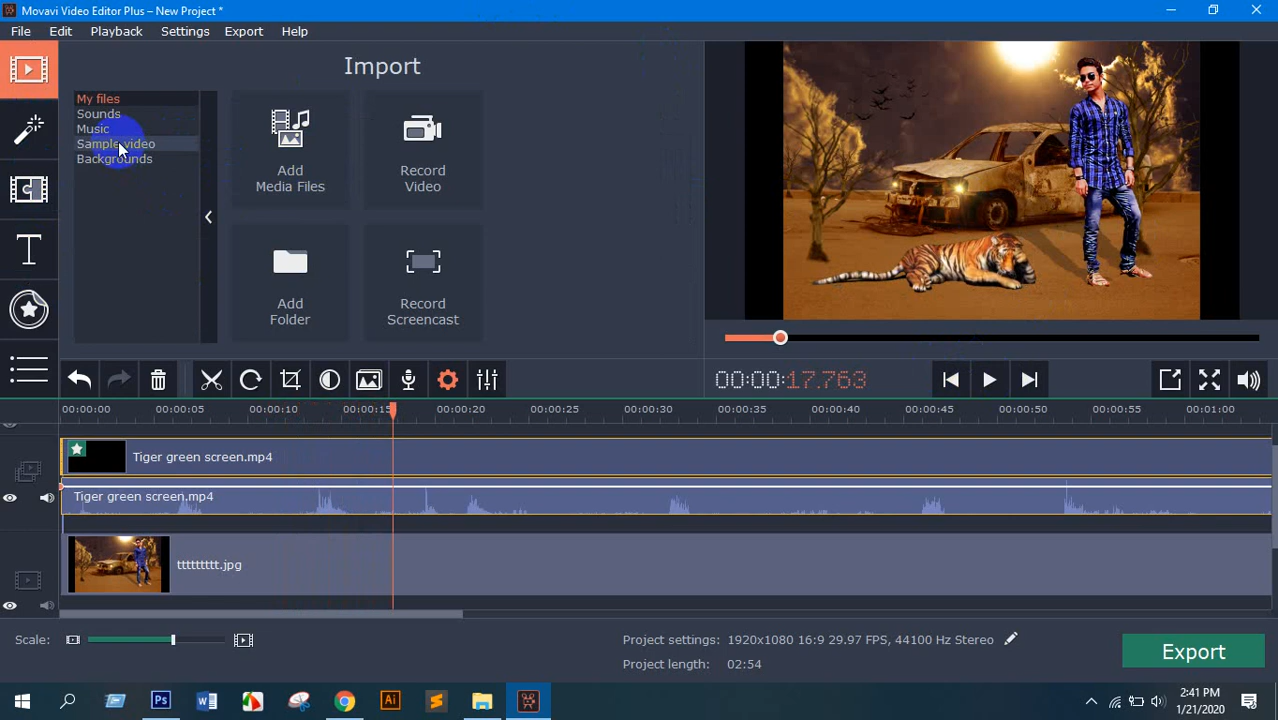 Movavi Video Editor Plus – New Project *
File Edit Playback Settings Export Help
Import
My files
Sounds
Music
Sample video
Backgrounds
Add
Media Files
Record
Video
Add
Folder
Record
Screencast
00:00:17.763
00:00:00 00:00:05 00:00:10 00:00:15 00:00:20 00:00:25 00:00:30 00:00:35 00:00:40 00:00:45 00:00:50 00:00:55 00:01:00
Tiger green screen.mp4
Tiger green screen.mp4
ttttttttt.jpg
Scale:
Project settings: 1920x1080 16:9 29.97 FPS, 44100 Hz Stereo
Project length: 02:54
Export
Ps
W
Ai
2:41 PM
1/21/2020